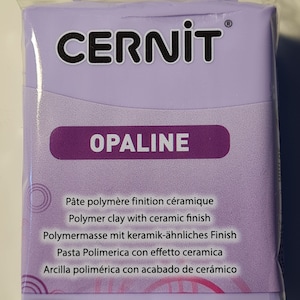 CERNiT®
OPALINE
Pâte polymère finition céramique
Polymer clay with ceramic finish
Polymermasse mit keramik-ähnliches Finish
Pasta Polimerica con effetto ceramica
Arcilla polimérica con acabado de cerámico